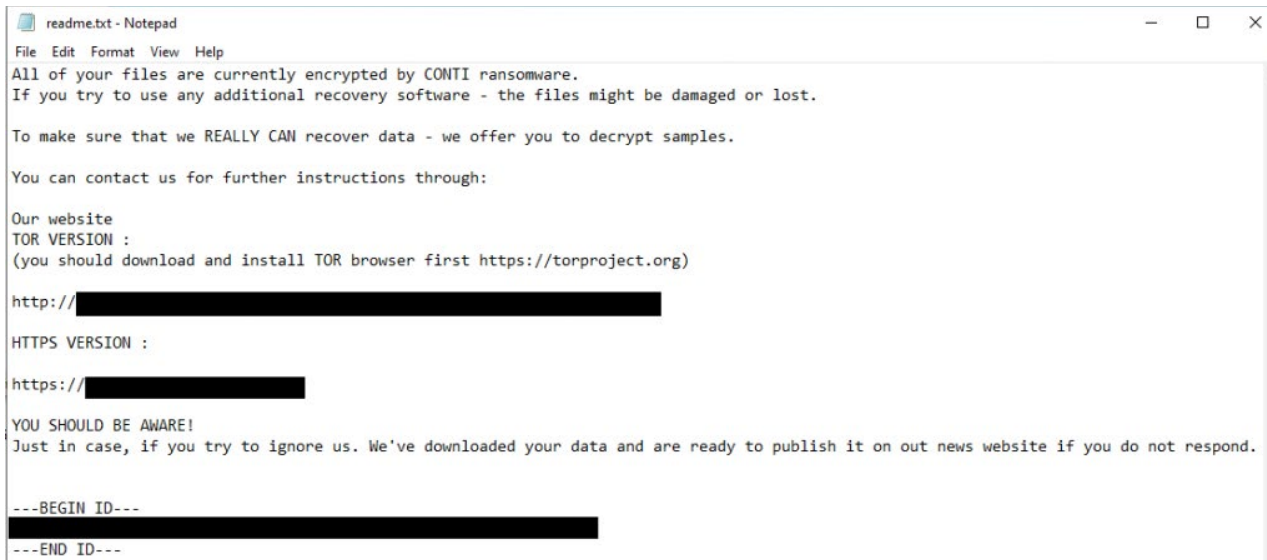 readme.txt - Notepad
File Edit Format View Help
All of your files are currently encrypted by CONTI ransomware.
If you try to use any additional recovery software - the files might be damaged or lost.
To make sure that we REALLY CAN recover data - we offer you to decrypt samples.
You can contact us for further instructions through:
Our website
TOR VERSION :
(you should download and install TOR browser first https://torproject.org)
http://
HTTPS VERSION :
https://
YOU SHOULD BE AWARE!
Just in case, if you try to ignore us. We've downloaded your data and are ready to publish it on out news website if you do not respond.
---BEGIN ID---
---END ID---